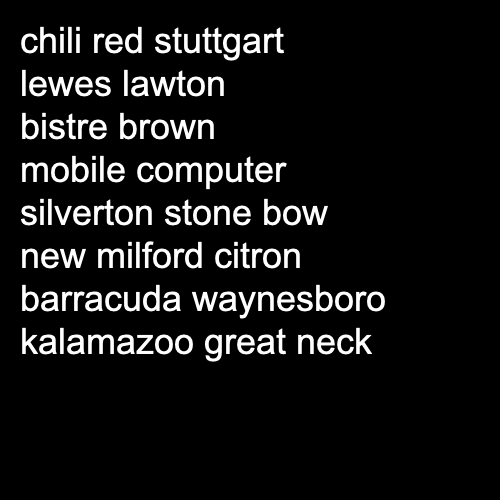 chili red stuttgart
lewes lawton
bistre brown
mobile computer
silverton stone bow
new milford citron
barracuda waynesboro
kalamazoo great neck